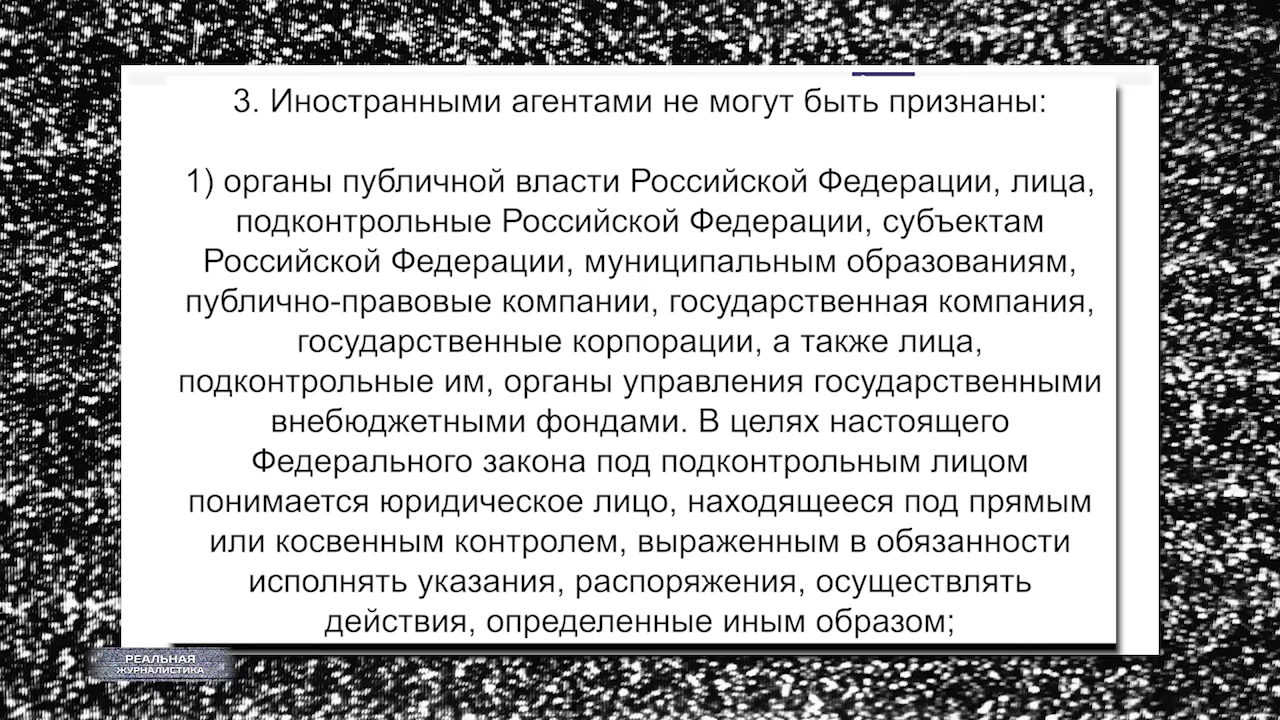 3. Иностранными агентами не могут быть признаны:
1) органы публичной власти Российской Федерации, лица,
подконтрольные Российской Федерации, субъектам
Российской Федерации, муниципальным образованиям,
публично-правовые компании, государственная компания,
государственные корпорации, а также лица,
подконтрольные им, органы управления государственными
внебюджетными фондами. В целях настоящего
Федерального закона под подконтрольным лицом
понимается юридическое лицо, находящееся под прямым
или косвенным контролем, выраженным в обязанности
исполнять указания, распоряжения, осуществлять
действия, определенные иным образом;
РЕАЛЬНАЯ
ЖУРНАЛИСТИКА